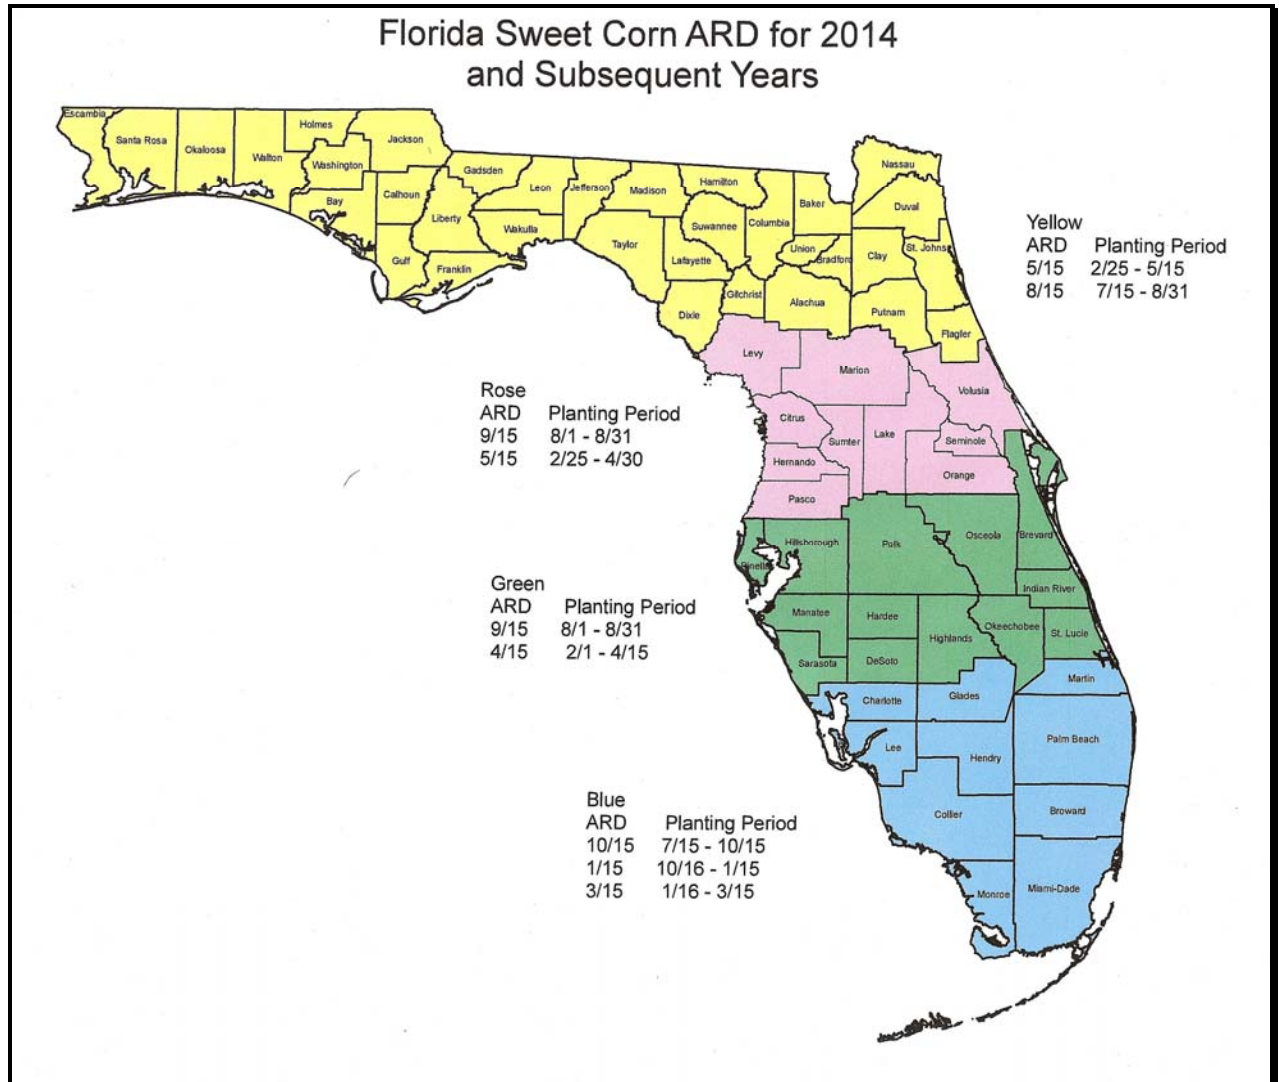 Florida Sweet Corn ARD for 2014
and Subsequent Years
Escambia
Santa Rosa
Okaloosa
Walton
Holmes
Washington
Jackson
Bay
Calhoun
Gulf
Liberty
Gadsden
Franklin
Leon
Wakulla
Jefferson
Madison
Taylor
Hamilton
Suwannee
Lafayette
Columbia
Baker
Union
Bradford
Nassau
Duval
Clay
St. Johns
Dixie
Gilchrist
Alachua
Putnam
Flagler
Yellow
ARD Planting Period
5/15 2/25 - 5/15
8/15 7/15 - 8/31
Levy
Marion
Volusia
Citrus
Sumter
Lake
Seminole
Hernando
Orange
Pasco
Rose
ARD Planting Period
9/15 8/1 - 8/31
5/15 2/25 - 4/30
Hillsborough
Pinellas
Polk
Osceola
Brevard
Indian River
Manatee
Hardee
Highlands
Okeechobee
St. Lucie
Sarasota
DeSoto
Green
ARD Planting Period
9/15 8/1 - 8/31
4/15 2/1 - 4/15
Charlotte
Glades
Martin
Lee
Hendry
Palm Beach
Collier
Broward
Monroe
Miami-Dade
Blue
ARD Planting Period
10/15 7/15 - 10/15
1/15 10/16 - 1/15
3/15 1/16 - 3/15